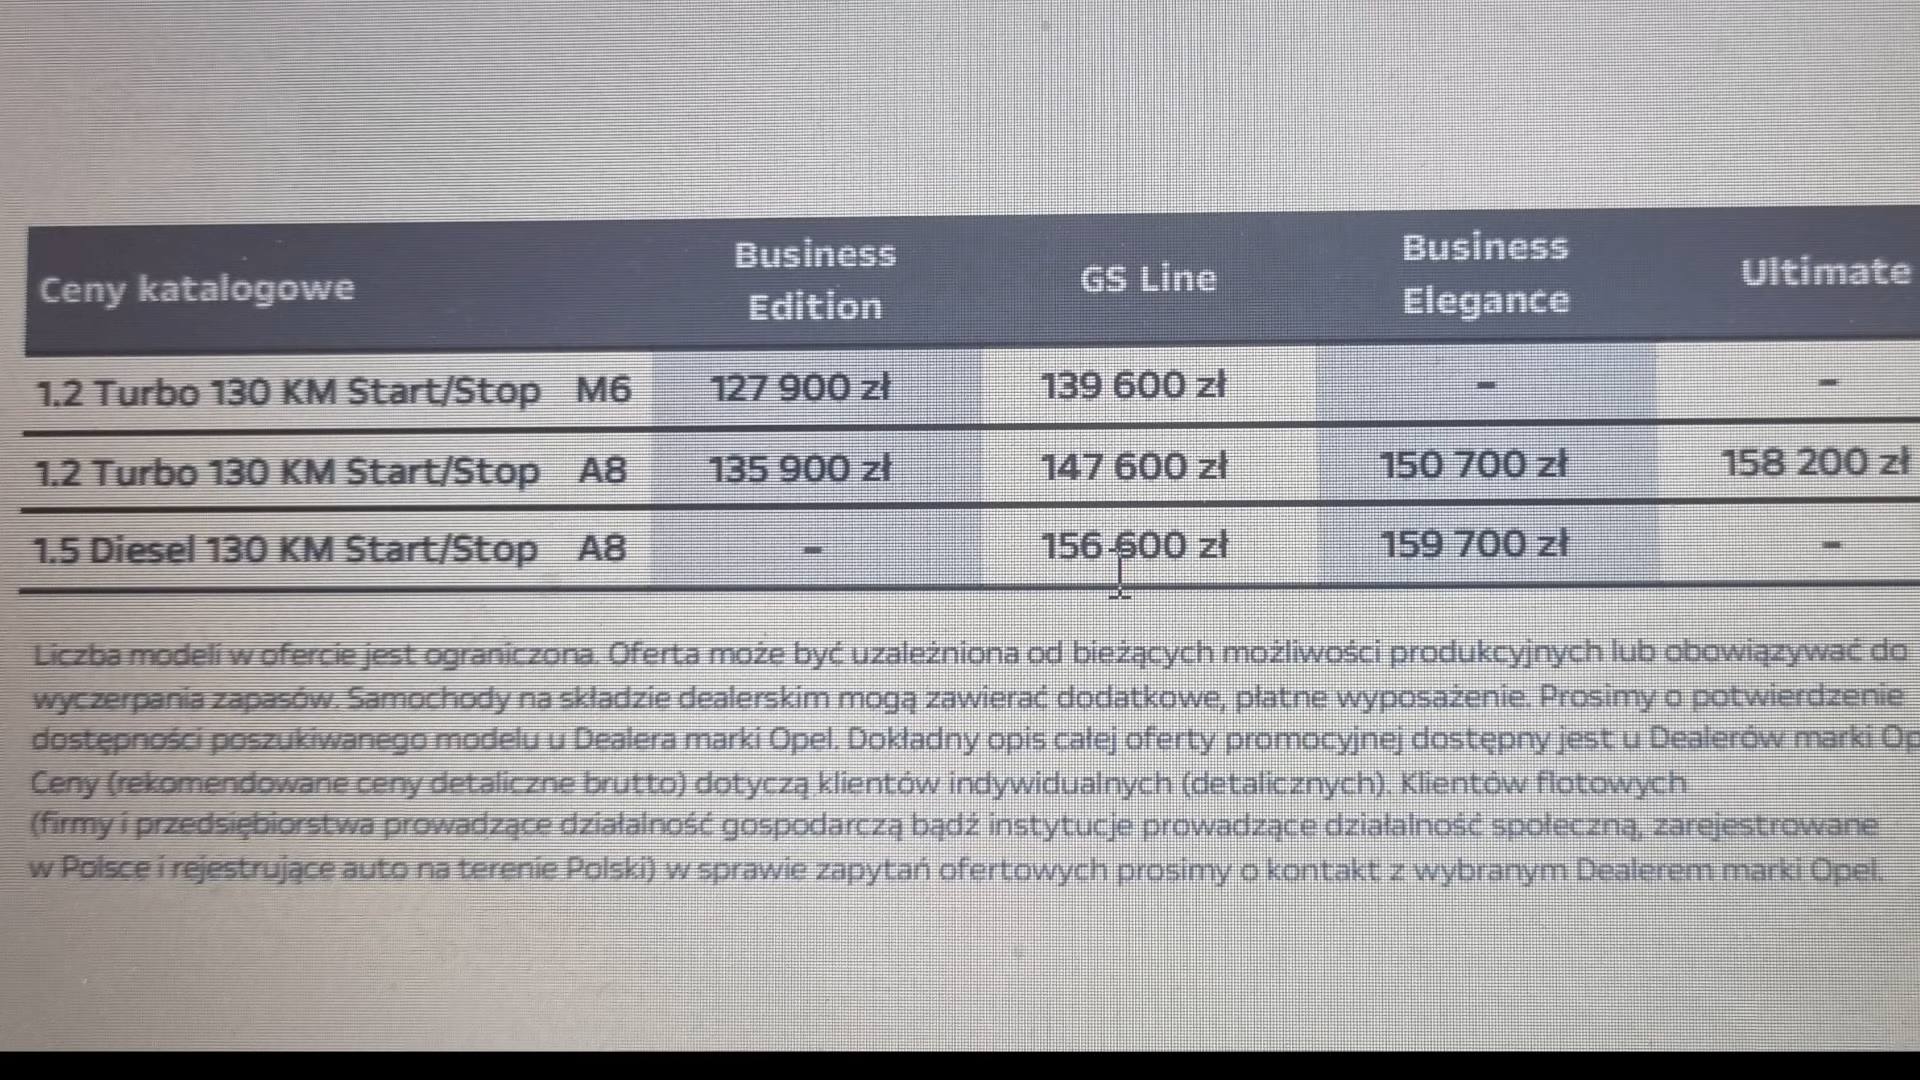 Ceny katalogowe Business Edition GS Line Business Elegance Ultimate
1.2 Turbo 130 KM Start/Stop M6 127 900 zł 139 600 zł – –
1.2 Turbo 130 KM Start/Stop A8 135 900 zł 147 600 zł 150 700 zł 158 200 zł
1.5 Diesel 130 KM Start/Stop A8 – 156 600 zł 159 700 zł –
Liczba modeli w ofercie jest ograniczona. Oferta może być uzależniona od bieżących możliwości produkcyjnych lub obowiązywać do
wyczerpania zapasów. Samochody na składzie dealerskim mogą zawierać dodatkowe, płatne wyposażenie. Prosimy o potwierdzenie
dostępności poszukiwanego modelu u Dealera marki Opel. Dokładny opis całej oferty promocyjnej dostępny jest u Dealerów marki Op
Ceny (rekomendowane ceny detaliczne brutto) dotyczą klientów indywidualnych (detalicznych). Klientów flotowych
(firmy i przedsiębiorstwa prowadzące działalność gospodarczą bądź instytucje prowadzące działalność społeczną, zarejestrowane
w Polsce i rejestrujące auto na terenie Polski) w sprawie zapytań ofertowych prosimy o kontakt z wybranym Dealerem marki Opel.